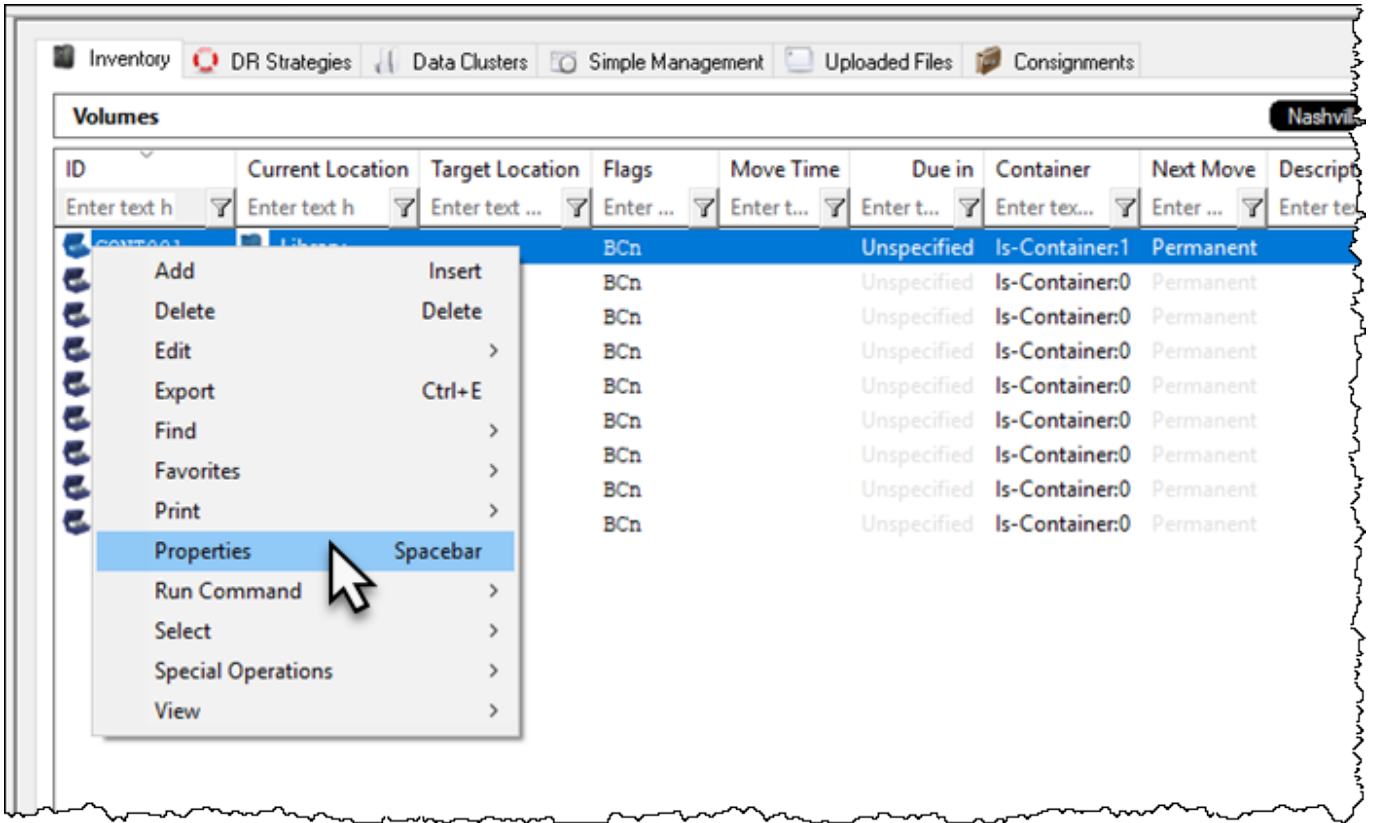 Inventory DR Strategies Data Clusters Simple Management Uploaded Files Consignments
Volumes
ID Current Location Target Location Flags Move Time Due in Container Next Move Descript
Enter text h Enter text h Enter text ... Enter ... Enter t... Enter t... Enter tex... Enter ... Enter tex
CONT001 Library BCn Unspecified Is-Container:1 Permanent
BCn Unspecified Is-Container:0 Permanent
BCn Unspecified Is-Container:0 Permanent
BCn Unspecified Is-Container:0 Permanent
BCn Unspecified Is-Container:0 Permanent
BCn Unspecified Is-Container:0 Permanent
BCn Unspecified Is-Container:0 Permanent
BCn Unspecified Is-Container:0 Permanent
BCn Unspecified Is-Container:0 Permanent
Add Insert
Delete Delete
Edit
Export Ctrl+E
Find
Favorites
Print
Properties Spacebar
Run Command
Select
Special Operations
View